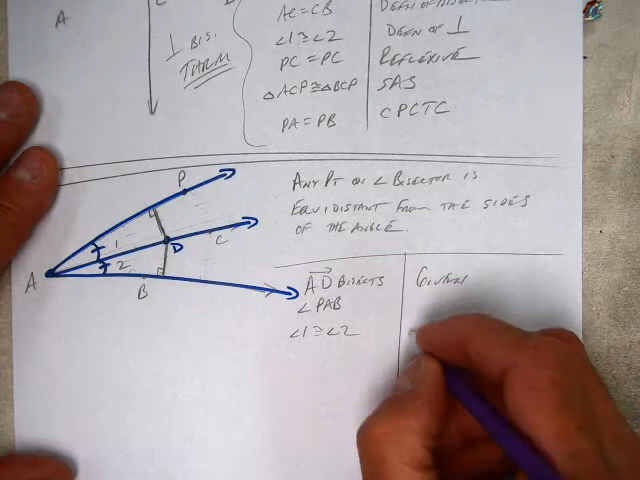 A
AC = CB
⊥ BIS.
THRM
∠1 ≅ ∠2
DEFN OF ⊥
PC = PC
REFLEXIVE
△ACP ≅ △BCP
SAS
PA = PB
CPCTC
P
1
D
C
2
A
B
ANY PT ON ∠ BISECTOR IS
EQUIDISTANT FROM THE SIDES
OF THE ANGLE.
AD BISECTS
∠PAB
GIVEN
∠1 ≅ ∠2